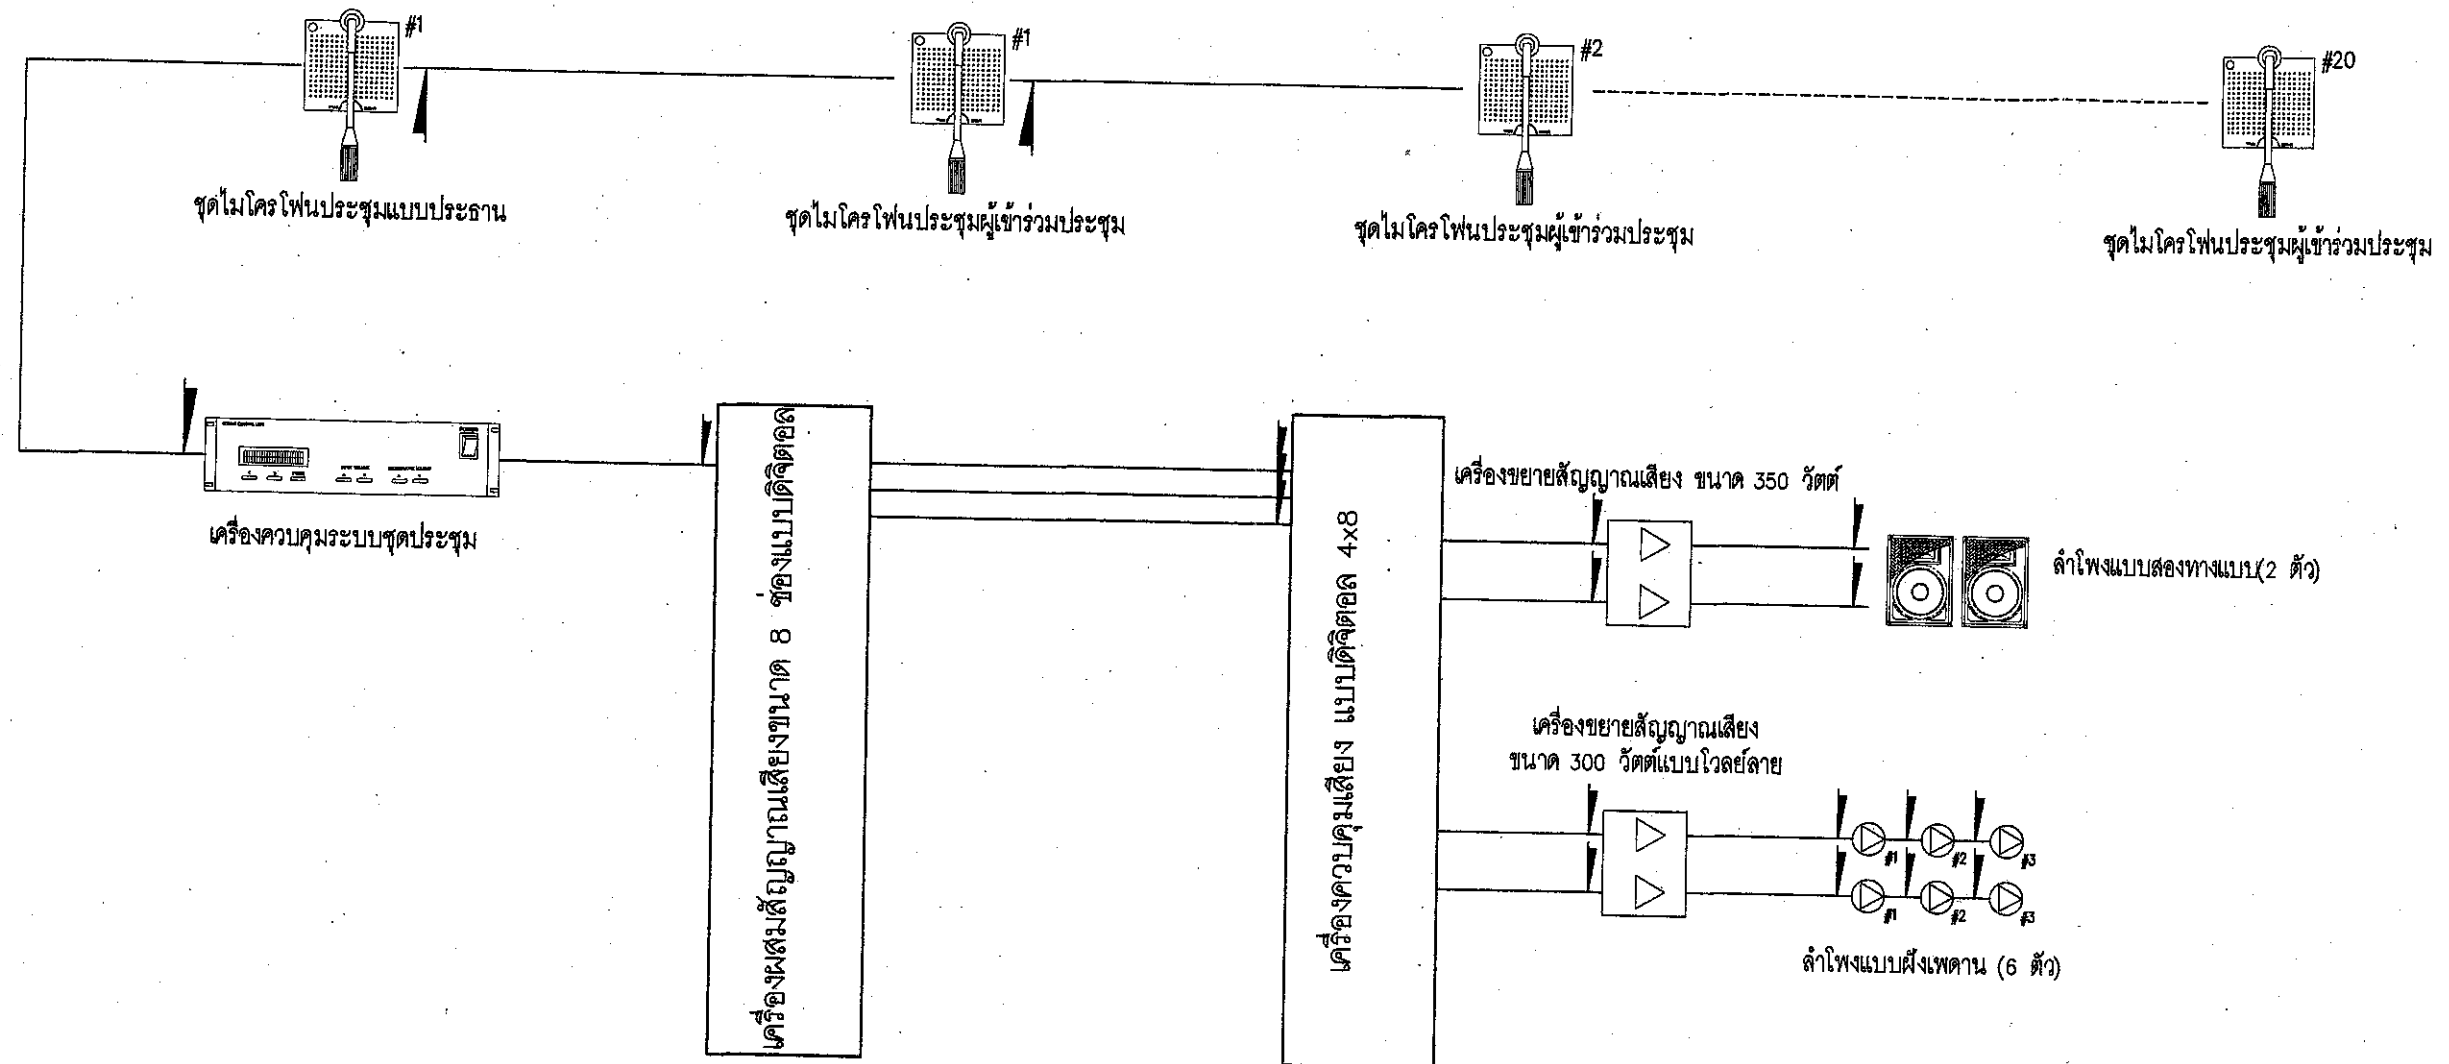 #1
#1
#2
#20
ชุดไมโครโฟนประชุมแบบประธาน
ชุดไมโครโฟนประชุมผู้เข้าร่วมประชุม
ชุดไมโครโฟนประชุมผู้เข้าร่วมประชุม
ชุดไมโครโฟนประชุมผู้เข้าร่วมประชุม
POWER
เครื่องควบคุมระบบชุดประชุม
เครื่องผสมสัญญาณเสียงขนาด 8 ช่องแบบดิจิตอล
เครื่องควบคุมเสียง แบบดิจิตอล 4x8
เครื่องขยายสัญญาณเสียง ขนาด 350 วัตต์
ลำโพงแบบสองทางแบบ(2 ตัว)
เครื่องขยายสัญญาณเสียง
ขนาด 300 วัตต์แบบโวลย์ลาย
#1 #2 #3
#1 #2 #3
ลำโพงแบบฝังเพดาน (6 ตัว)